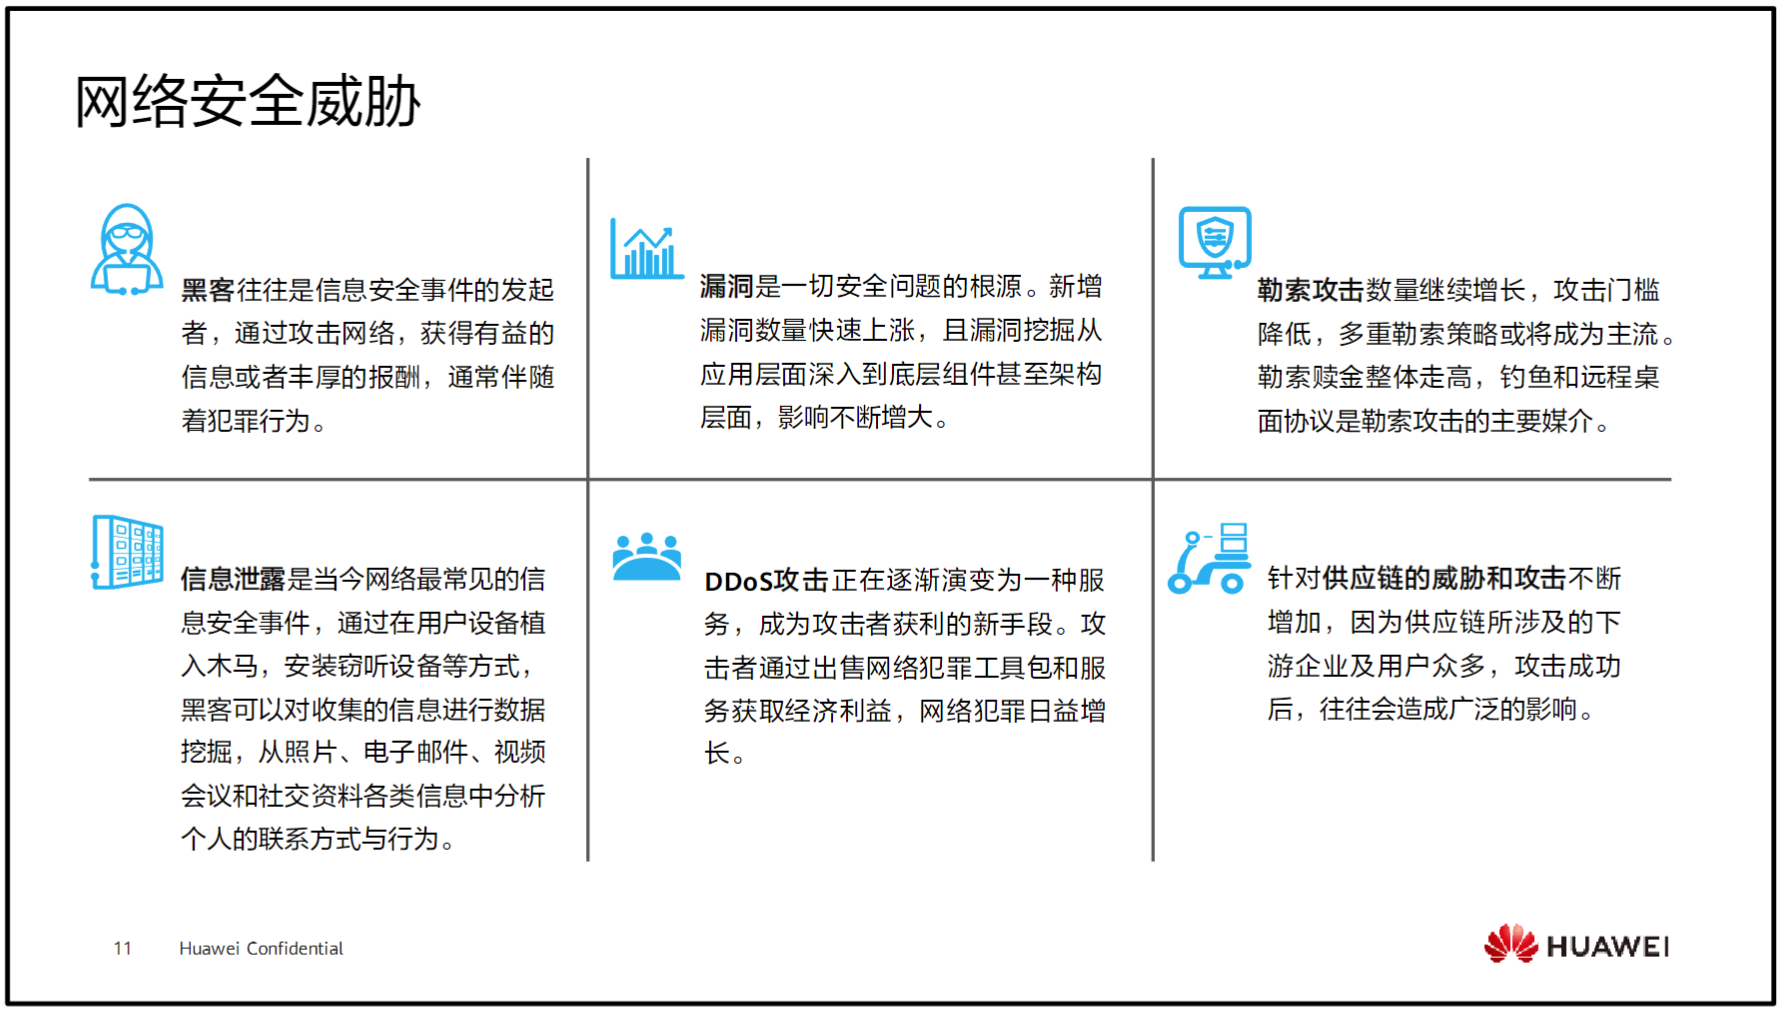 网络安全威胁
黑客往往是信息安全事件的发起
者，通过攻击网络，获得有益的
信息或者丰厚的报酬，通常伴随
着犯罪行为。
漏洞是一切安全问题的根源。新增
漏洞数量快速上涨，且漏洞挖掘从
应用层面深入到底层组件甚至架构
层面，影响不断增大。
勒索攻击数量继续增长，攻击门槛
降低，多重勒索策略或将成为主流。
勒索赎金整体走高，钓鱼和远程桌
面协议是勒索攻击的主要媒介。
信息泄露是当今网络最常见的信
息安全事件，通过在用户设备植
入木马，安装窃听设备等方式，
黑客可以对收集的信息进行数据
挖掘，从照片、电子邮件、视频
会议和社交资料各类信息中分析
个人的联系方式与行为。
DDoS攻击正在逐渐演变为一种服
务，成为攻击者获利的新手段。攻
击者通过出售网络犯罪工具包和服
务获取经济利益，网络犯罪日益增
长。
针对供应链的威胁和攻击不断
增加，因为供应链所涉及的下
游企业及用户众多，攻击成功
后，往往会造成广泛的影响。
11 Huawei Confidential
HUAWEI